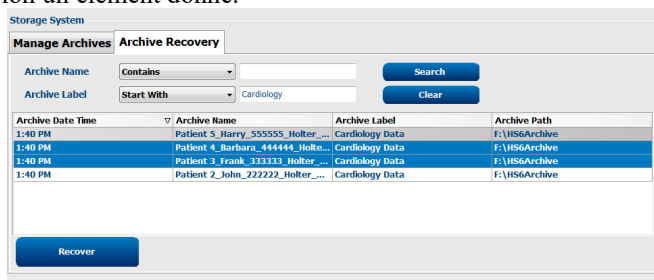 Storage System
Manage Archives Archive Recovery
Archive Name Contains Search
Archive Label Start With Cardiology Clear
Archive Date Time Archive Name Archive Label Archive Path
1:40 PM Patient 5_Harry_555555_Holter_... Cardiology Data F:\HS6Archive
1:40 PM Patient 4_Barbara_444444_Holte... Cardiology Data F:\HS6Archive
1:40 PM Patient 3_Frank_333333_Holter_... Cardiology Data F:\HS6Archive
1:40 PM Patient 2_John_222222_Holter_... Cardiology Data F:\HS6Archive
Recover